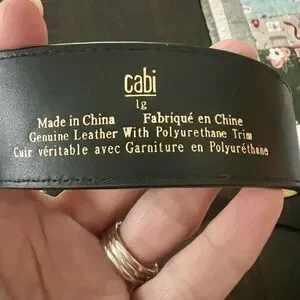 cabi
lg
Made in China Fabriqué en Chine
Genuine Leather With Polyurethane Trim
Cuir véritable avec Garniture en Polyuréthane